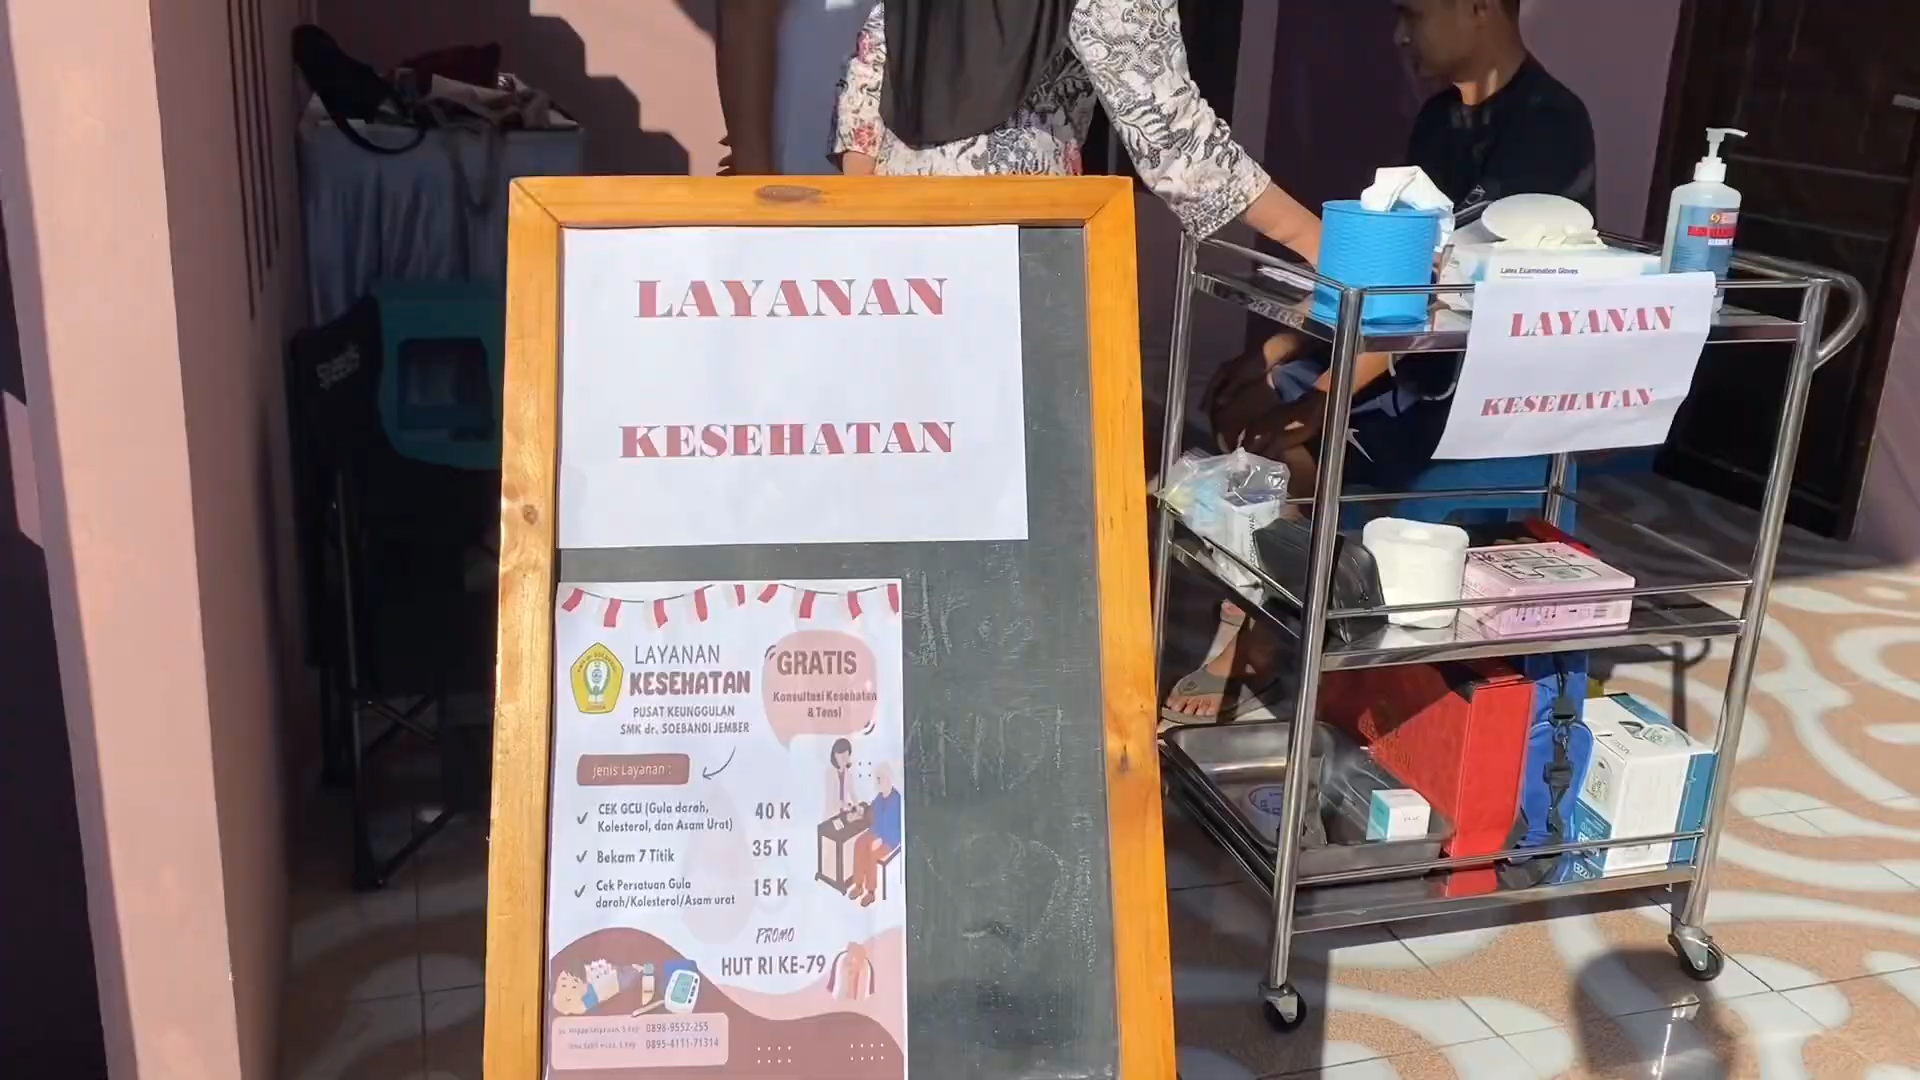 LAYANAN
KESEHATAN
LAYANAN
KESEHATAN
PUSAT KEUNGGULAN
SMK dr. SOEBANDI JEMBER
GRATIS
Konsultasi Kesehatan
& Tensi
Jenis Layanan :
CEK GCU (Gula darah,
Kolesterol, dan Asam Urat)
40 K
Bekam 7 Titik
35 K
Cek Persatuan Gula
darah/Kolesterol/Asam urat
15 K
PROMO
HUT RI KE-79
0896-9552-255
0895-4111-71314
Latex Examination Gloves
LAYANAN
KESEHATAN
speeds